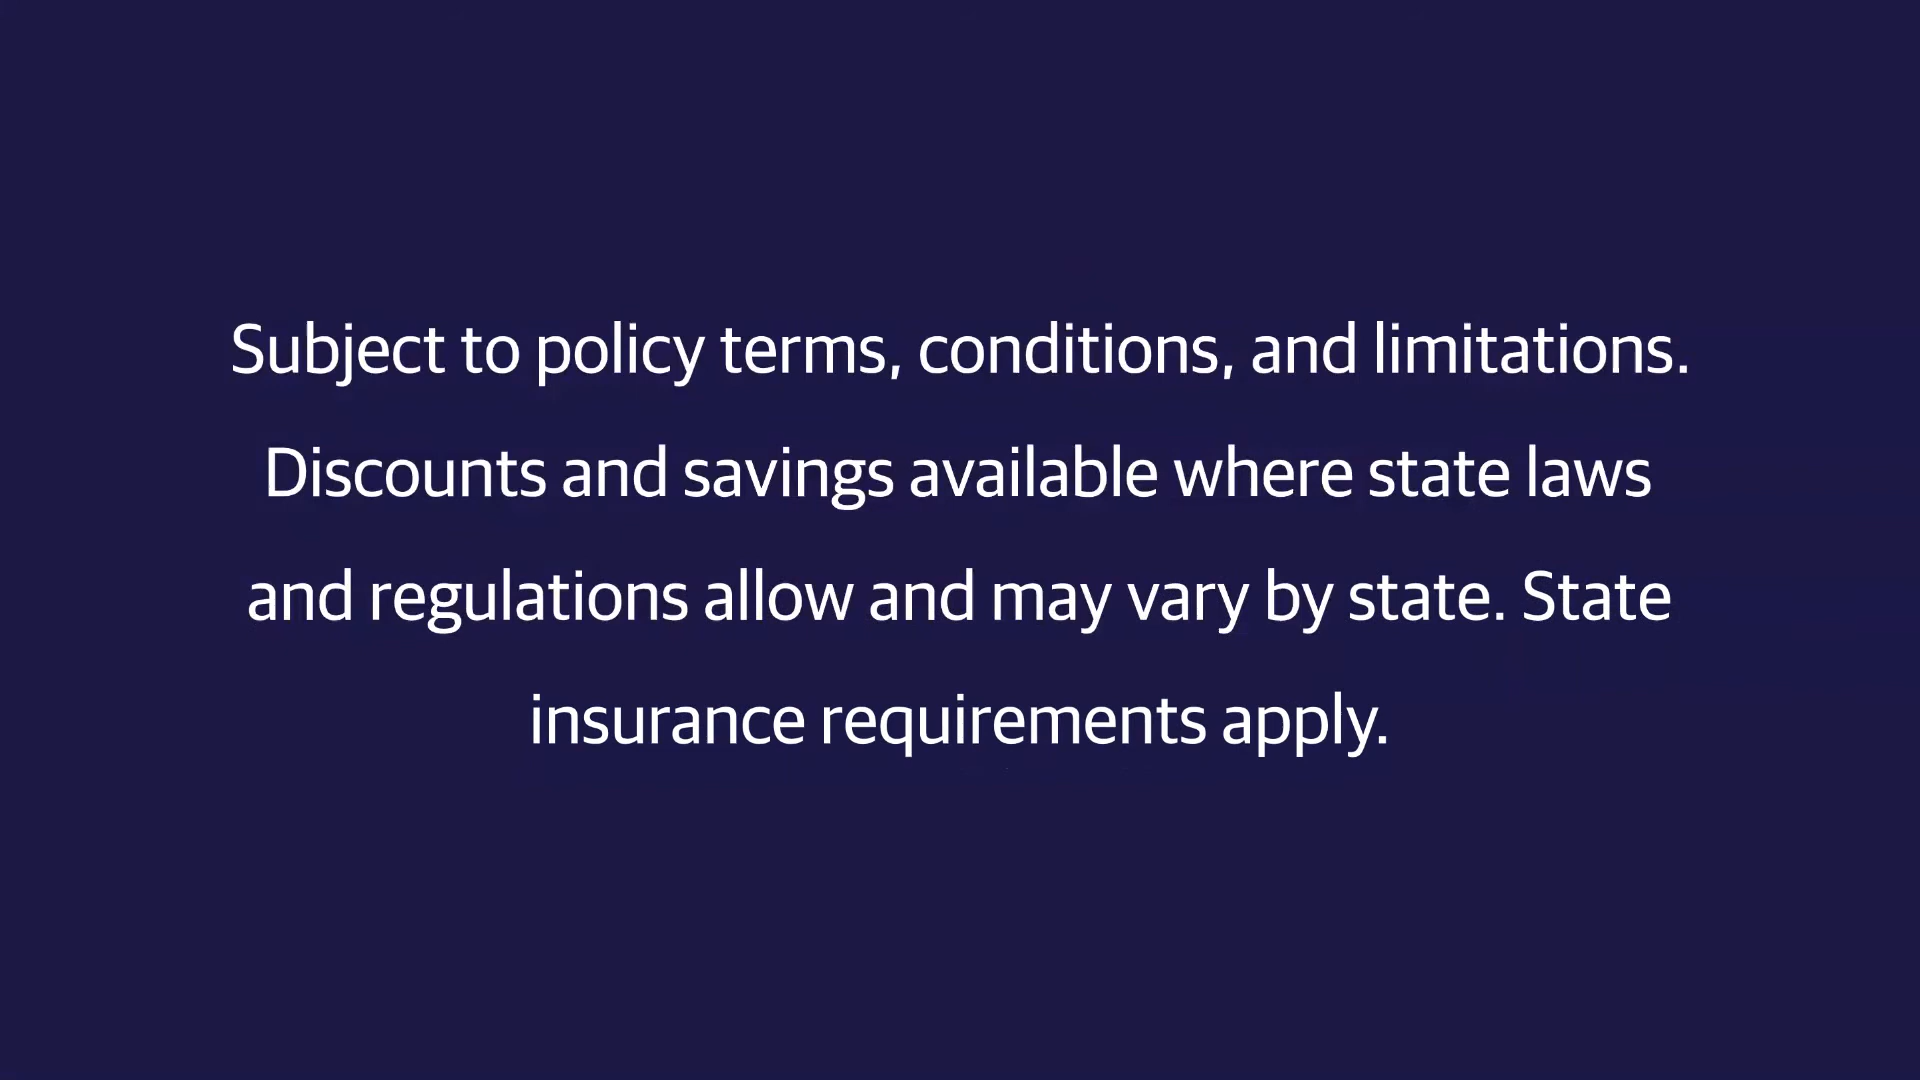 Subject to policy terms, conditions, and limitations.
Discounts and savings available where state laws
and regulations allow and may vary by state. State
insurance requirements apply.